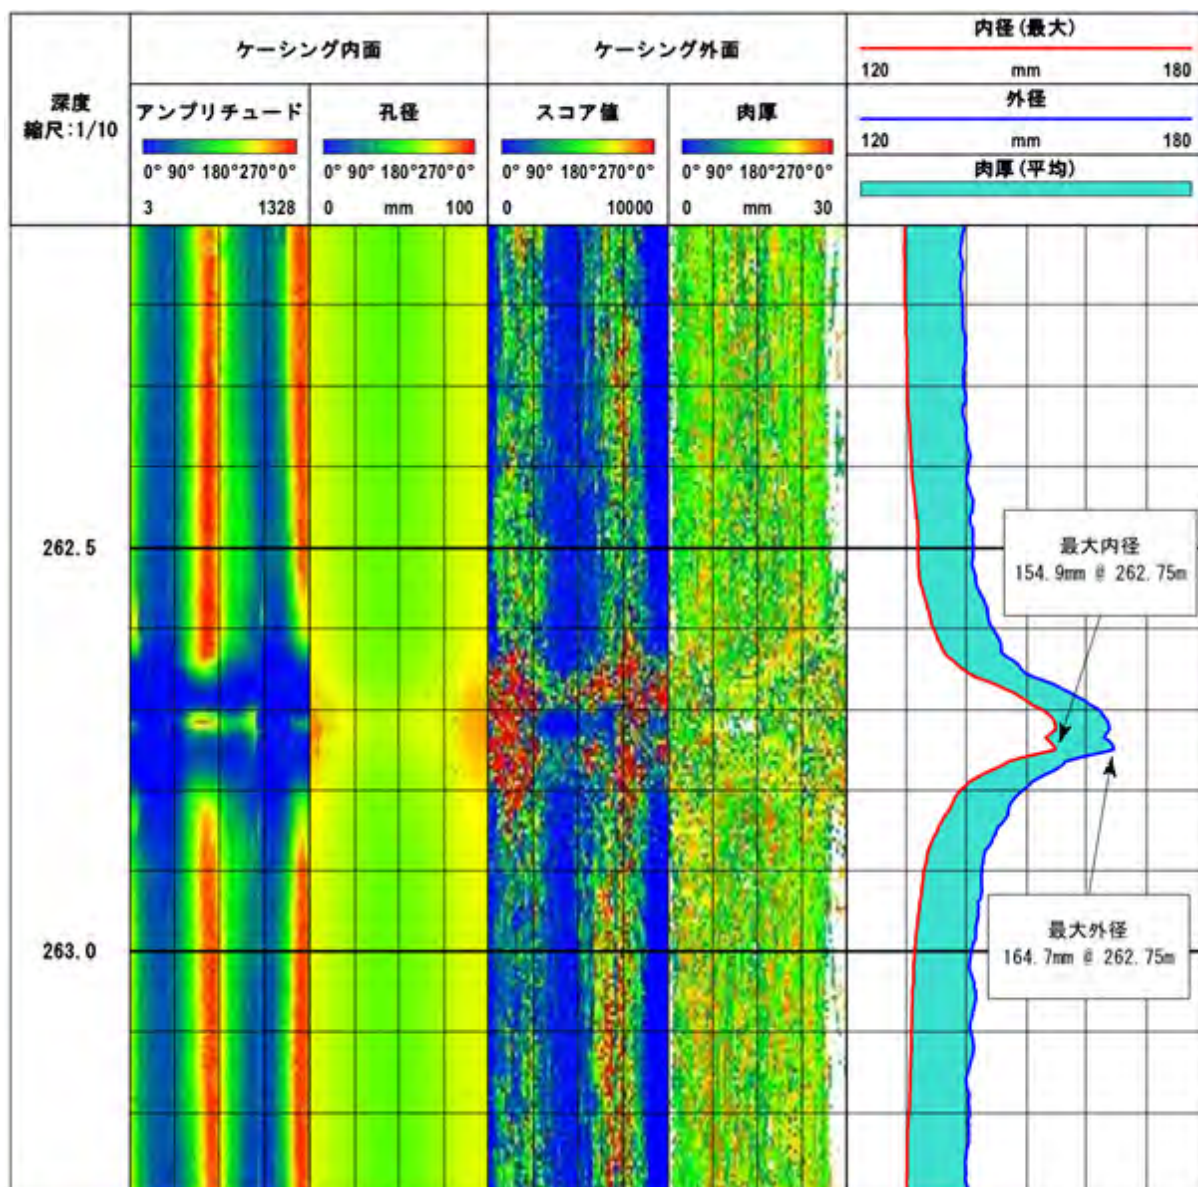 深度
縮尺:1/10
ケーシング内面
アンプリチュード
0° 90° 180°270° 0°
3 1328
孔径
0° 90° 180°270° 0°
0 mm 100
ケーシング外面
スコア値
0° 90° 180°270° 0°
0 10000
肉厚
0° 90° 180°270° 0°
0 mm 30
内径(最大)
120 mm 180
外径
120 mm 180
肉厚(平均)
262.5
最大内径
154.9mm @ 262.75m
263.0
最大外径
164.7mm @ 262.75m